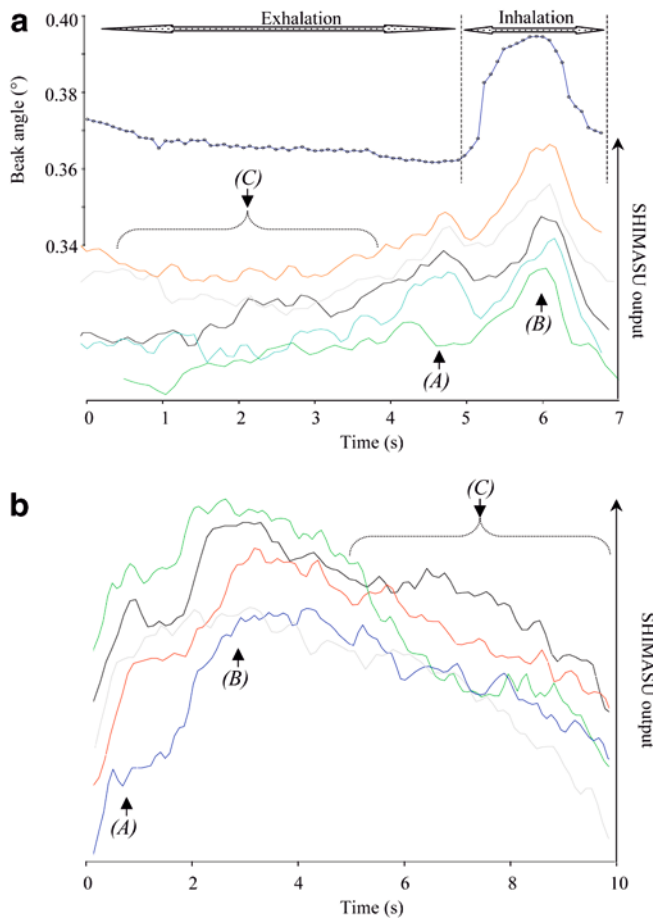 a
Exhalation
Inhalation
0.40
0.38
0.36
0.34
Beak angle (°)
(C)
(A)
(B)
SHIMASU output
0 1 2 3 4 5 6 7
Time (s)
b
(C)
(B)
(A)
SHIMASU output
0 2 4 6 8 10
Time (s)